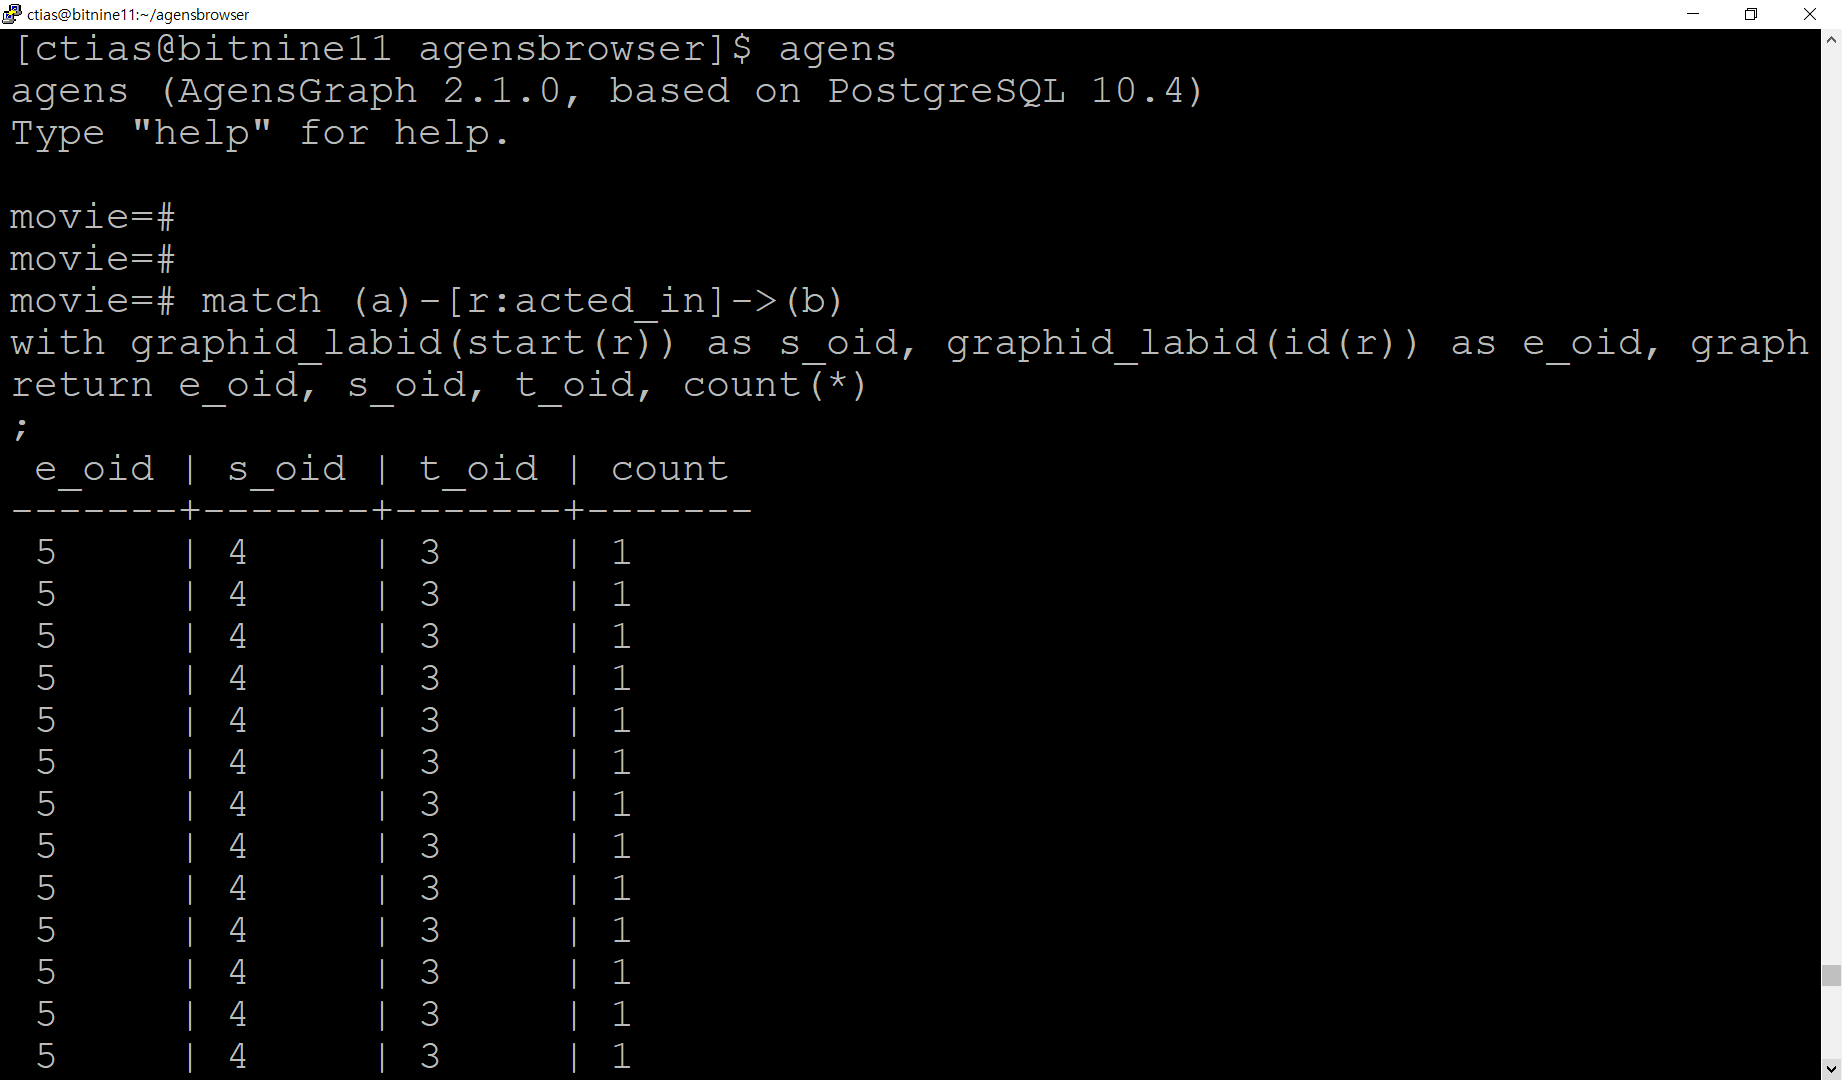 ctias@bitnine11:~/agensbrowser
[ctias@bitnine11 agensbrowser]$ agens
agens (AgensGraph 2.1.0, based on PostgreSQL 10.4)
Type "help" for help.
movie=#
movie=#
movie=# match (a)-[r:acted_in]->(b)
with graphid_labid(start(r)) as s_oid, graphid_labid(id(r)) as e_oid, graph
return e_oid, s_oid, t_oid, count(*)
;
 e_oid | s_oid | t_oid | count
-------+-------+-------+-------
 5     | 4     | 3     | 1
 5     | 4     | 3     | 1
 5     | 4     | 3     | 1
 5     | 4     | 3     | 1
 5     | 4     | 3     | 1
 5     | 4     | 3     | 1
 5     | 4     | 3     | 1
 5     | 4     | 3     | 1
 5     | 4     | 3     | 1
 5     | 4     | 3     | 1
 5     | 4     | 3     | 1
 5     | 4     | 3     | 1
 5     | 4     | 3     | 1